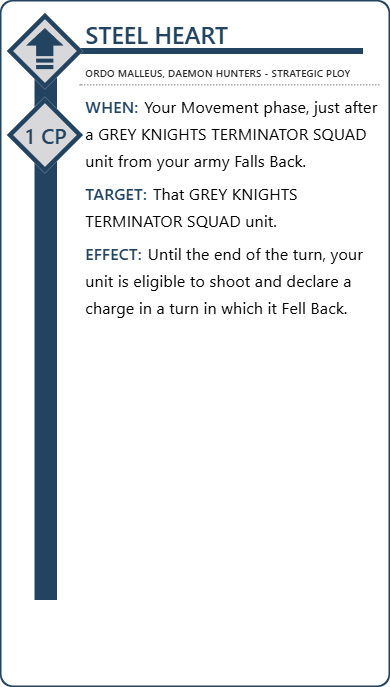 STEEL HEART
ORDO MALLEUS, DAEMON HUNTERS - STRATEGIC PLOY
1 CP
WHEN: Your Movement phase, just after
a GREY KNIGHTS TERMINATOR SQUAD
unit from your army Falls Back.
TARGET: That GREY KNIGHTS
TERMINATOR SQUAD unit.
EFFECT: Until the end of the turn, your
unit is eligible to shoot and declare a
charge in a turn in which it Fell Back.